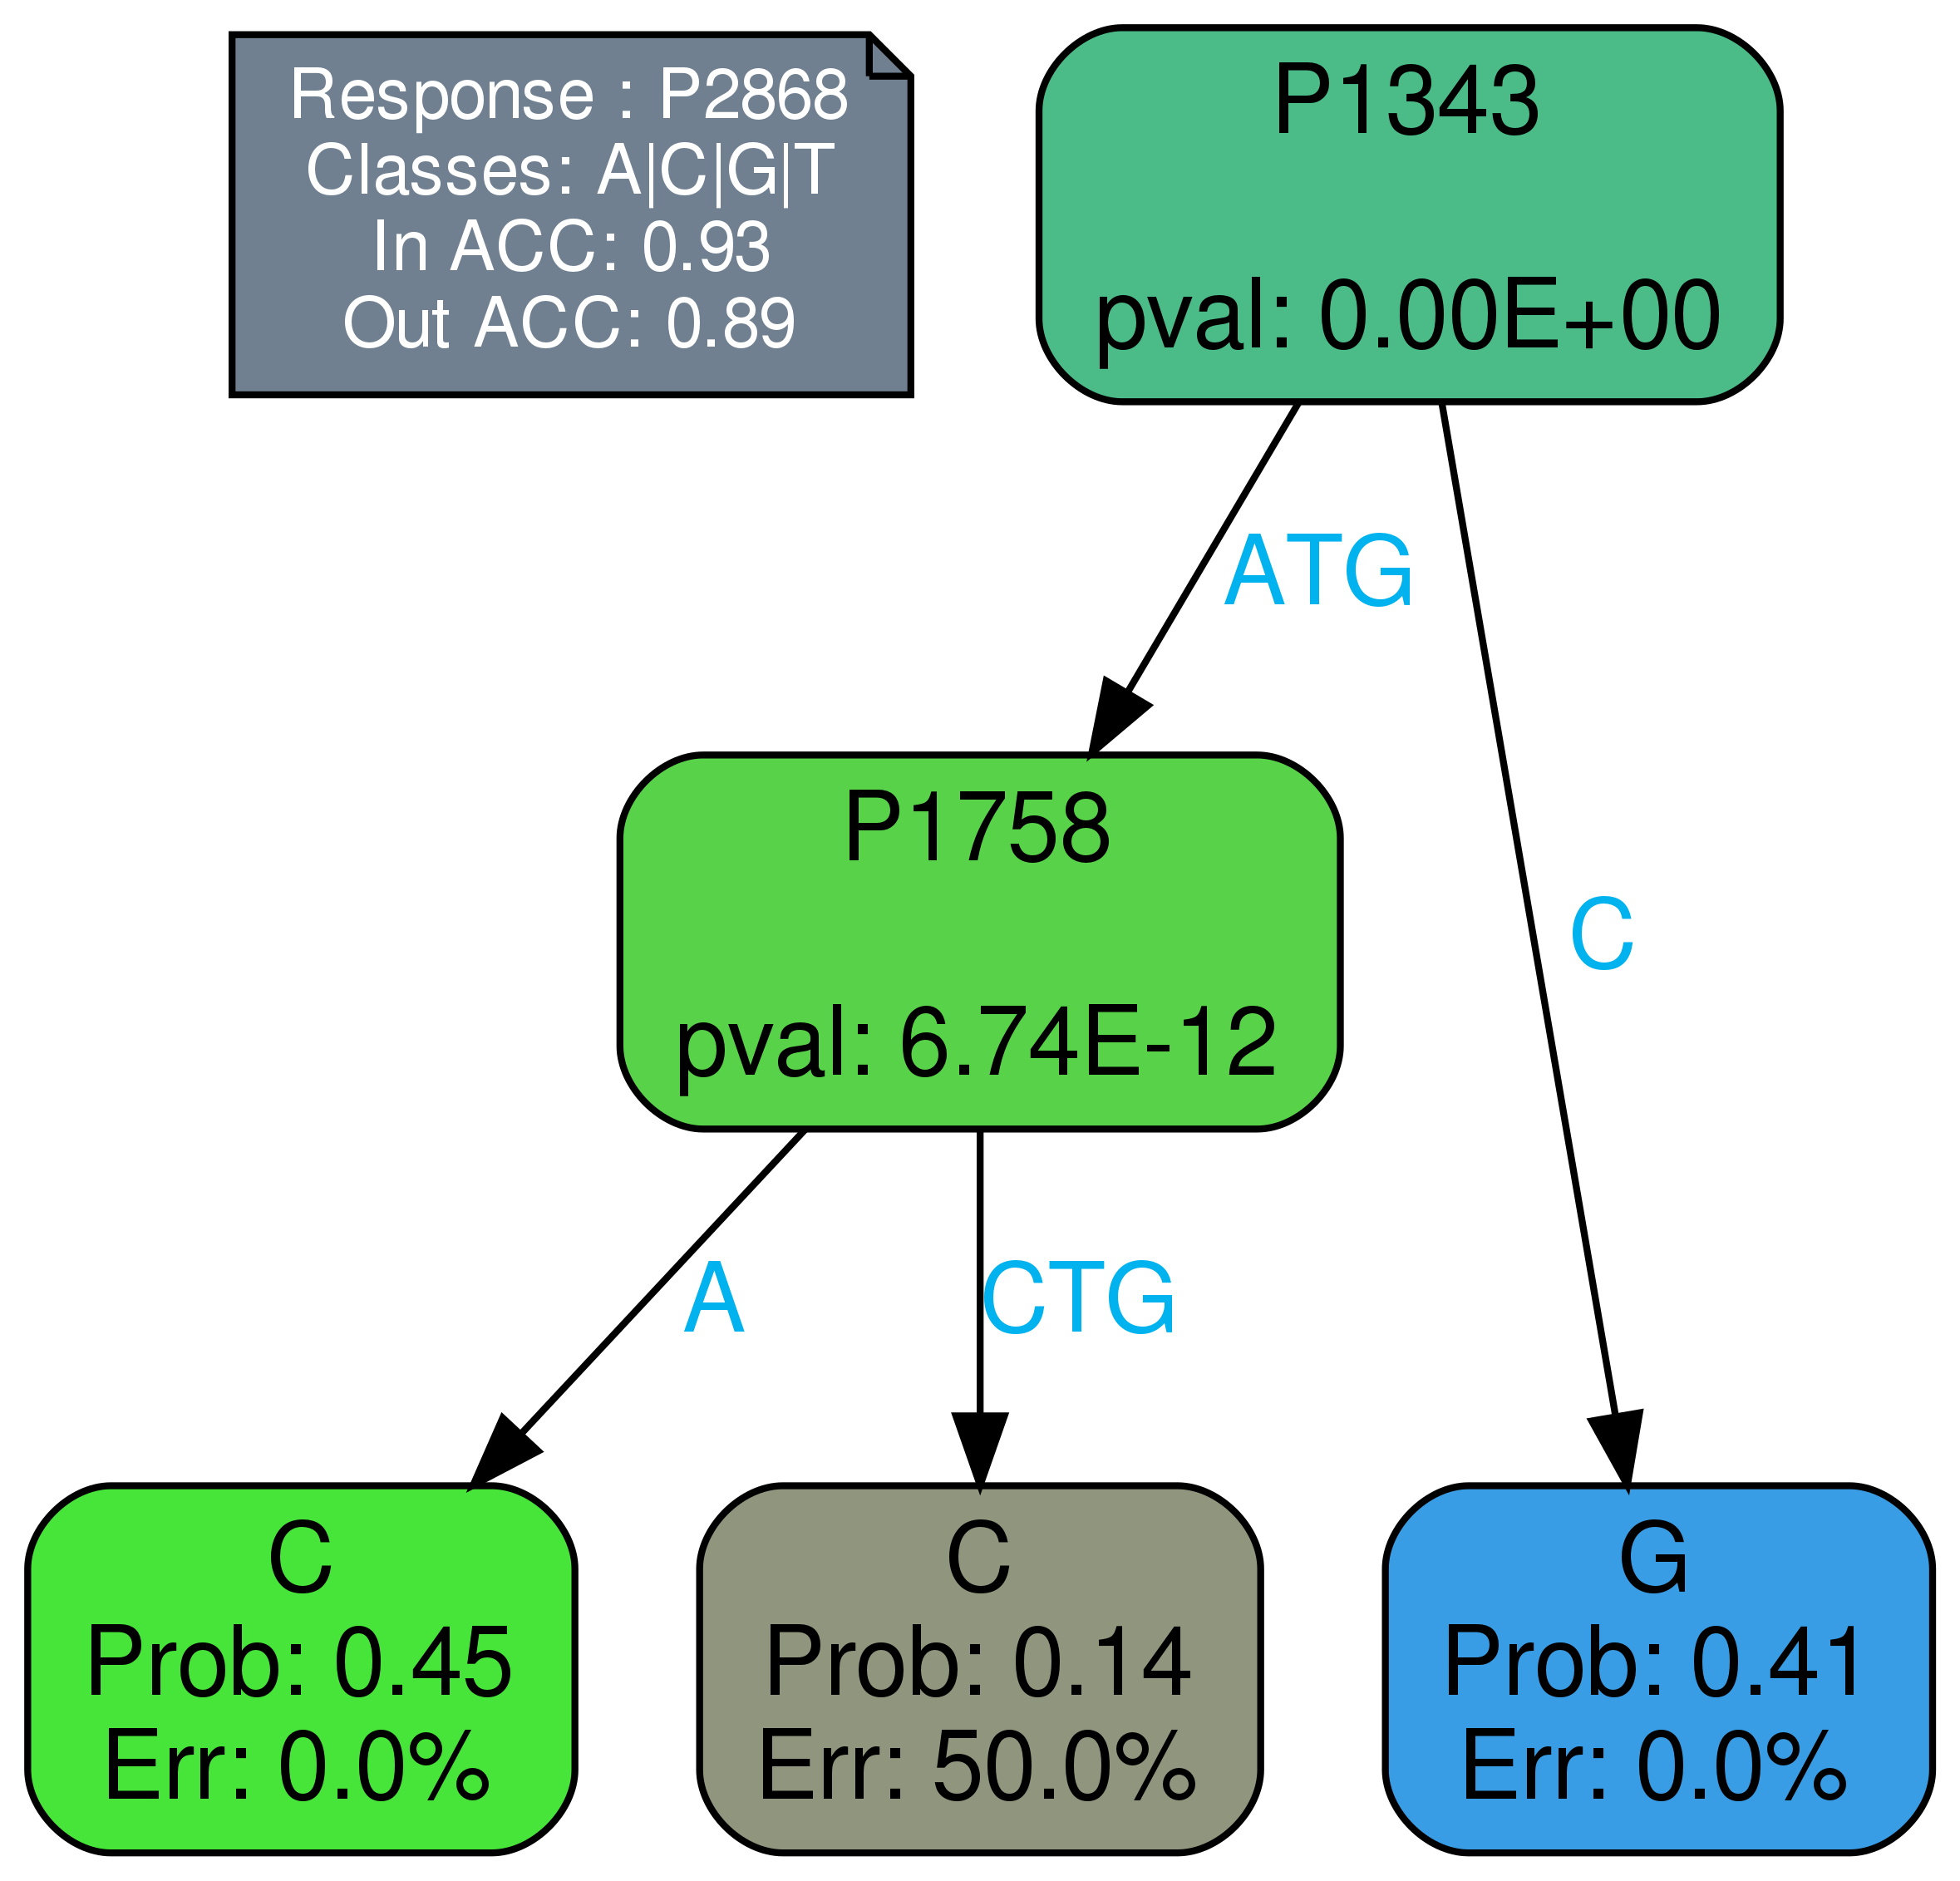 Response : P2868
Classes: A|C|G|T
In ACC: 0.93
Out ACC: 0.89
P1343
pval: 0.00E+00
ATG
C
P1758
pval: 6.74E-12
A
CTG
C
Prob: 0.45
Err: 0.0%
C
Prob: 0.14
Err: 50.0%
G
Prob: 0.41
Err: 0.0%